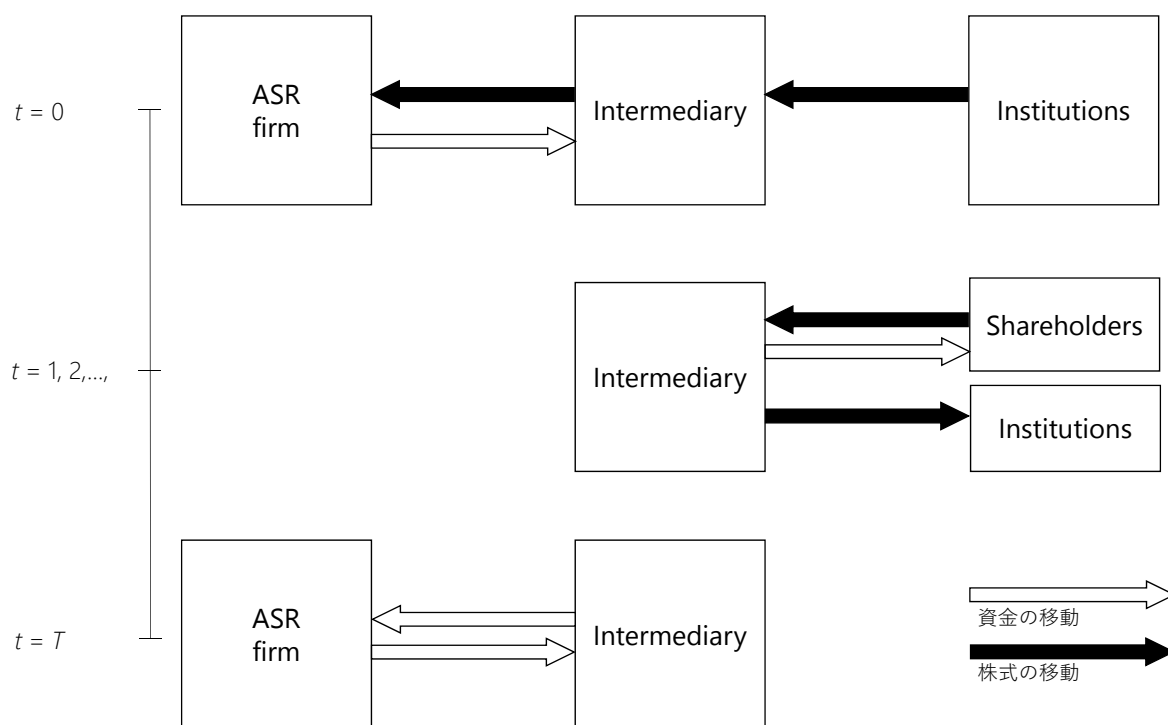 t = 0
ASR
firm
Intermediary
Institutions
t = 1, 2,...,
Intermediary
Shareholders
Institutions
t = T
ASR
firm
Intermediary
資金の移動
株式の移動